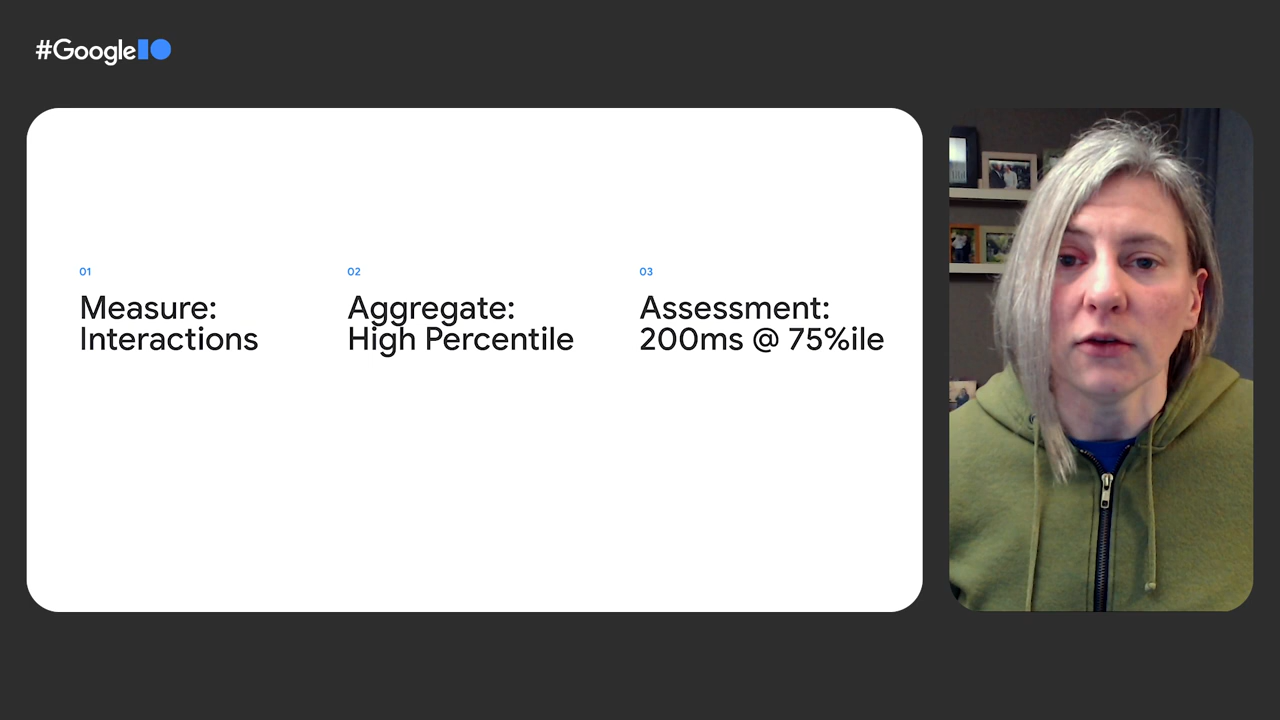 #GoogleIO
01
Measure:
Interactions
02
Aggregate:
High Percentile
03
Assessment:
200ms @ 75%ile